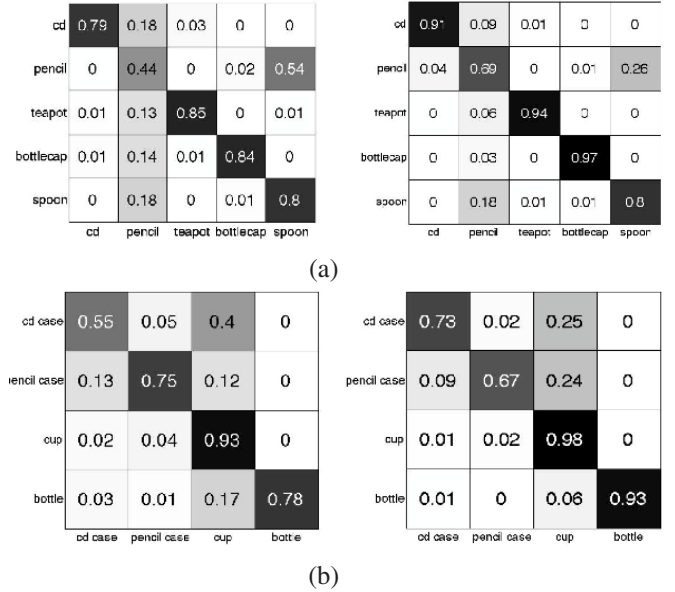 cd 0.79 0.18 0.03 0 0
pencil 0 0.44 0 0.02 0.54
teapot 0.01 0.13 0.85 0 0.01
bottlecap 0.01 0.14 0.01 0.84 0
spoon 0 0.18 0 0.01 0.8
cd pencil teapot bottlecap spoon
cd 0.91 0.09 0.01 0 0
pencil 0.04 0.69 0 0.01 0.26
teapot 0 0.06 0.94 0 0
bottlecap 0 0.03 0 0.97 0
spoon 0 0.18 0.01 0.01 0.8
cd pencil teapot bottlecap spoon
(a)
cd case 0.55 0.05 0.4 0
pencil case 0.13 0.75 0.12 0
cup 0.02 0.04 0.93 0
bottle 0.03 0.01 0.17 0.78
cd case pencil case cup bottle
cd case 0.73 0.02 0.25 0
pencil case 0.09 0.67 0.24 0
cup 0.01 0.02 0.98 0
bottle 0.01 0 0.06 0.93
cd case pencil case cup bottle
(b)